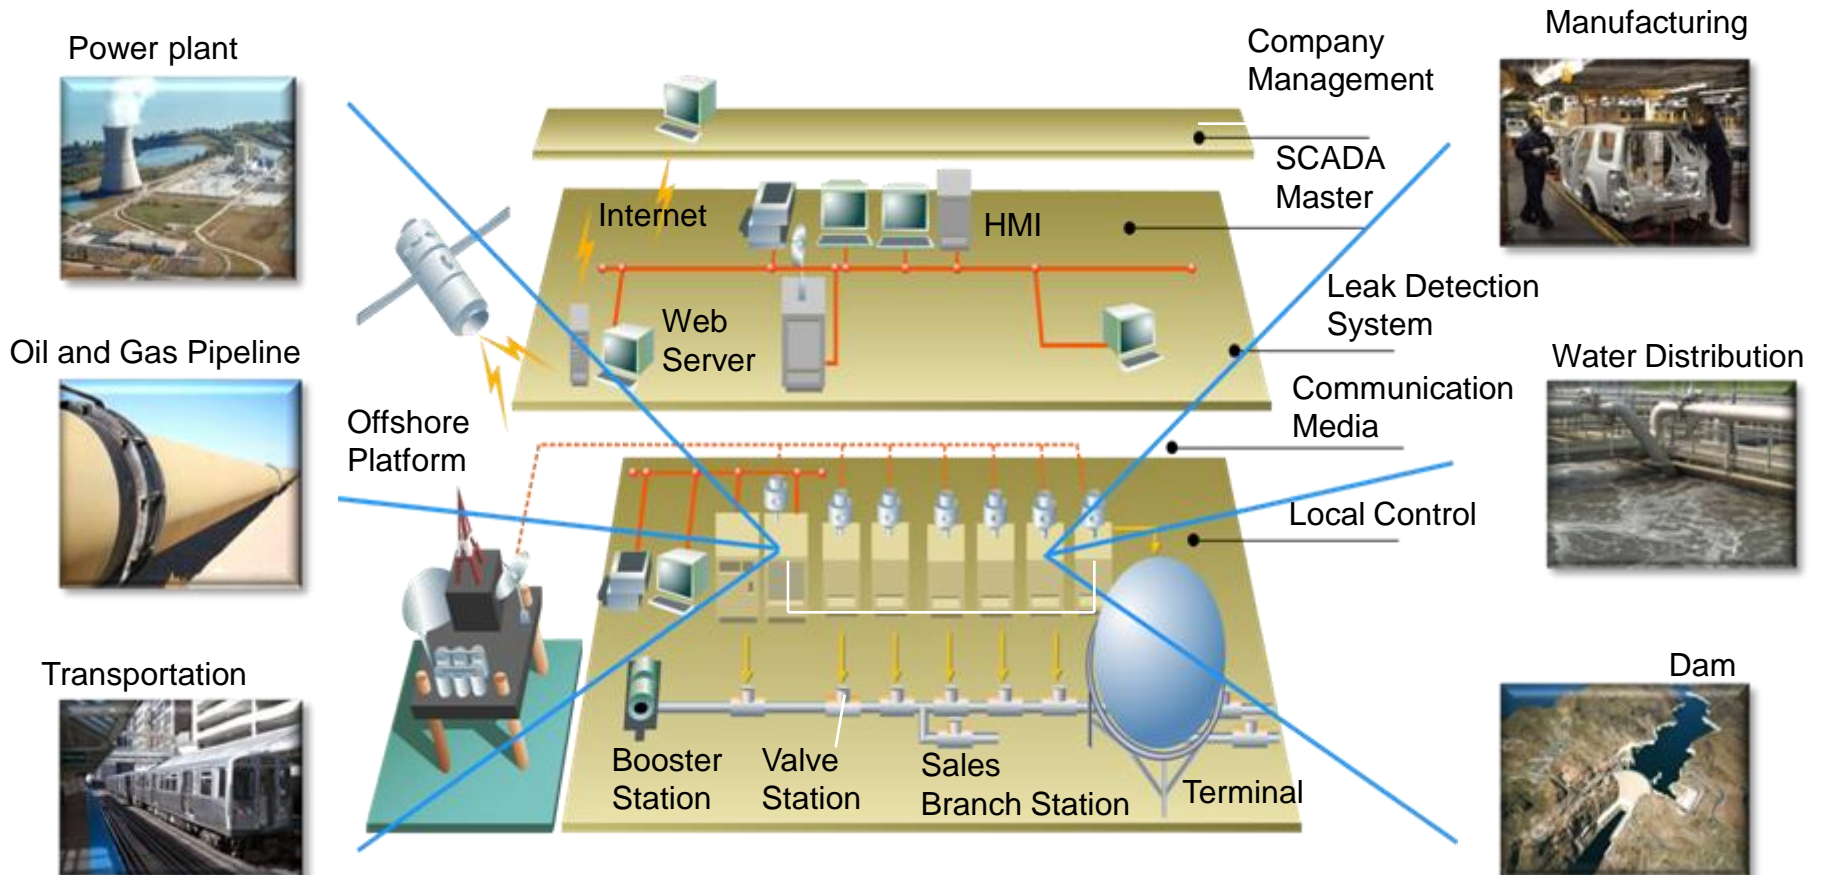 Power plant
Oil and Gas Pipeline
Transportation
Company
Management
SCADA
Master
Internet
HMI
Leak Detection
System
Web
Server
Communication
Media
Offshore
Platform
Local Control
Booster
Station
Valve
Station
Sales
Branch Station
Terminal
Manufacturing
Water Distribution
Dam